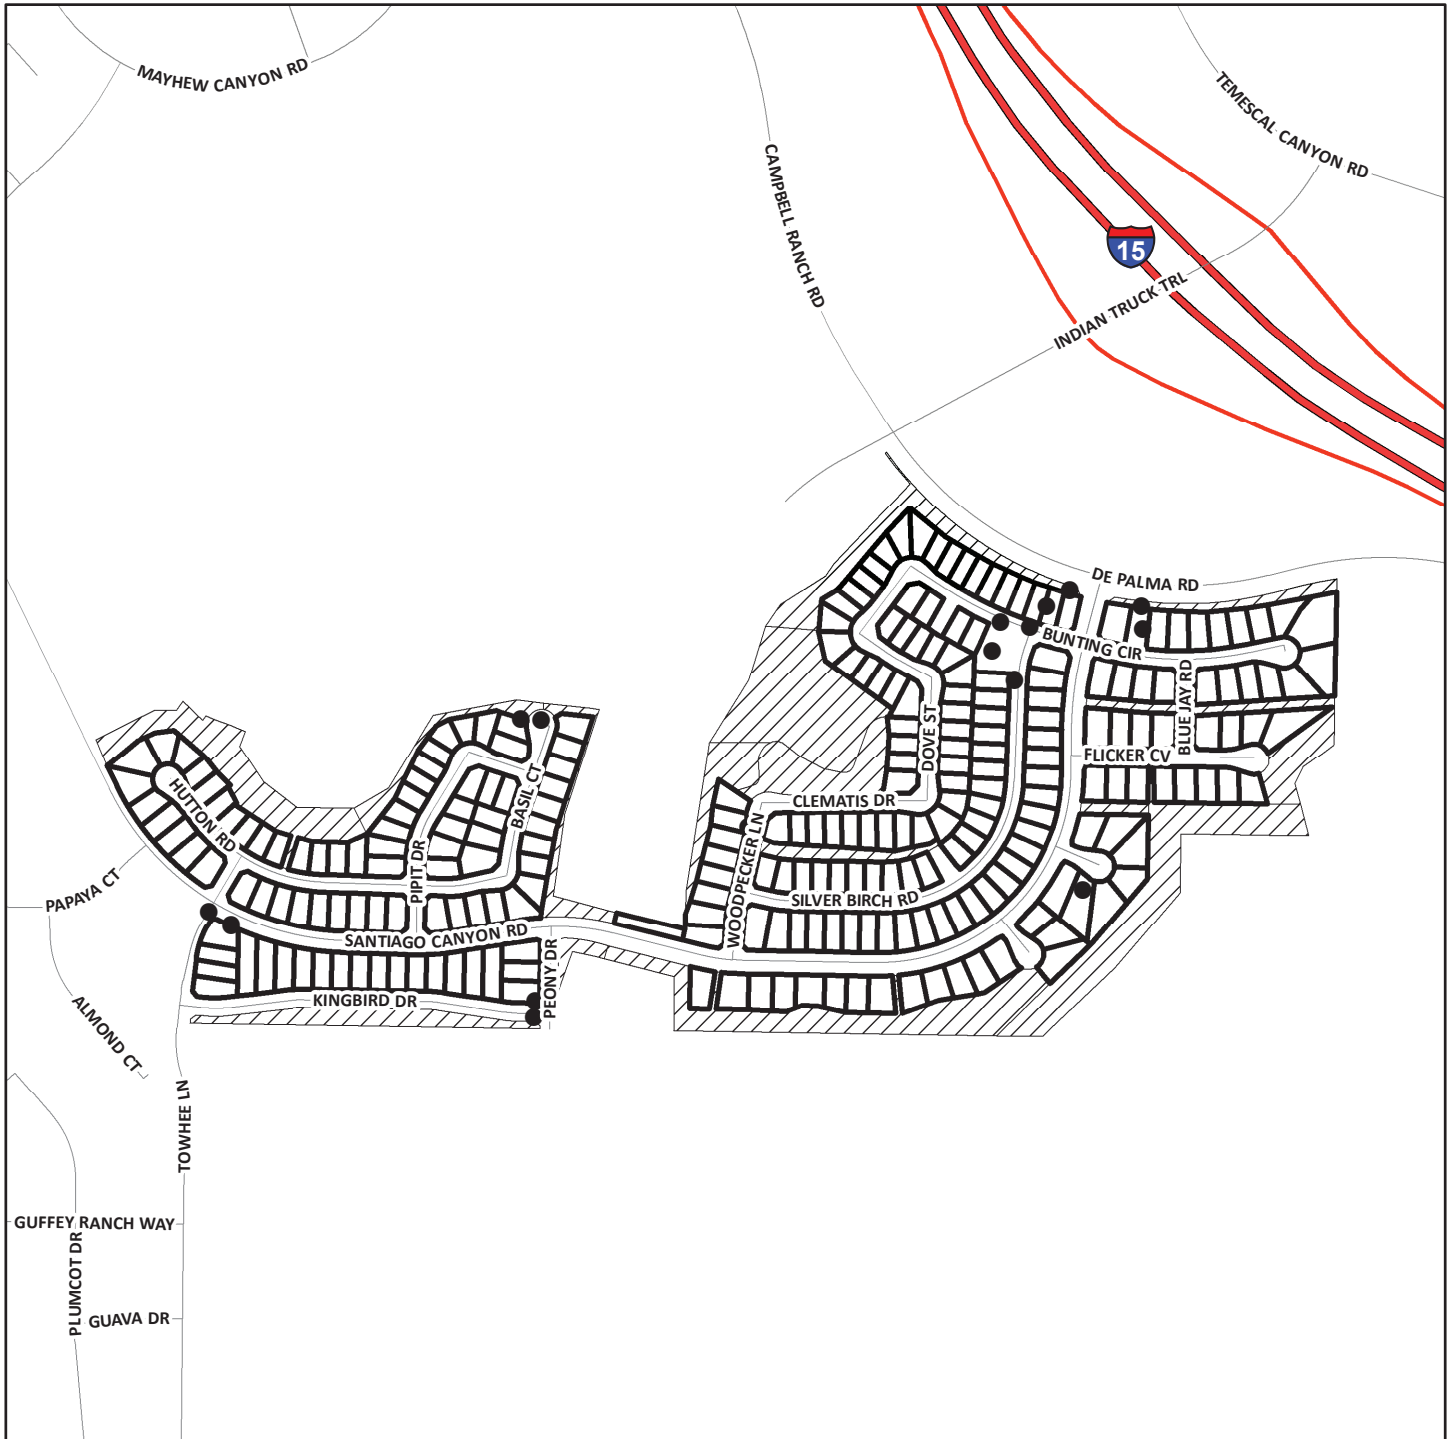 MAYHEW CANYON RD
TEMESCAL CANYON RD
CAMPBELL RANCH RD
15
INDIAN TRUCK TRL
DE PALMA RD
BUNTING CIR
BLUE JAY RD
DOVE ST
FLICKER CV
HUTTON RD
BASIL CT
CLEMATIS DR
WOODPECKER LN
PIPIT DR
PAPAYA CT
SILVER BIRCH RD
SANTIAGO CANYON RD
PEONY DR
KINGBIRD DR
ALMOND CT
TOWHEE LN
GUFFEY RANCH WAY
PLUMCOT DR
GUAVA DR